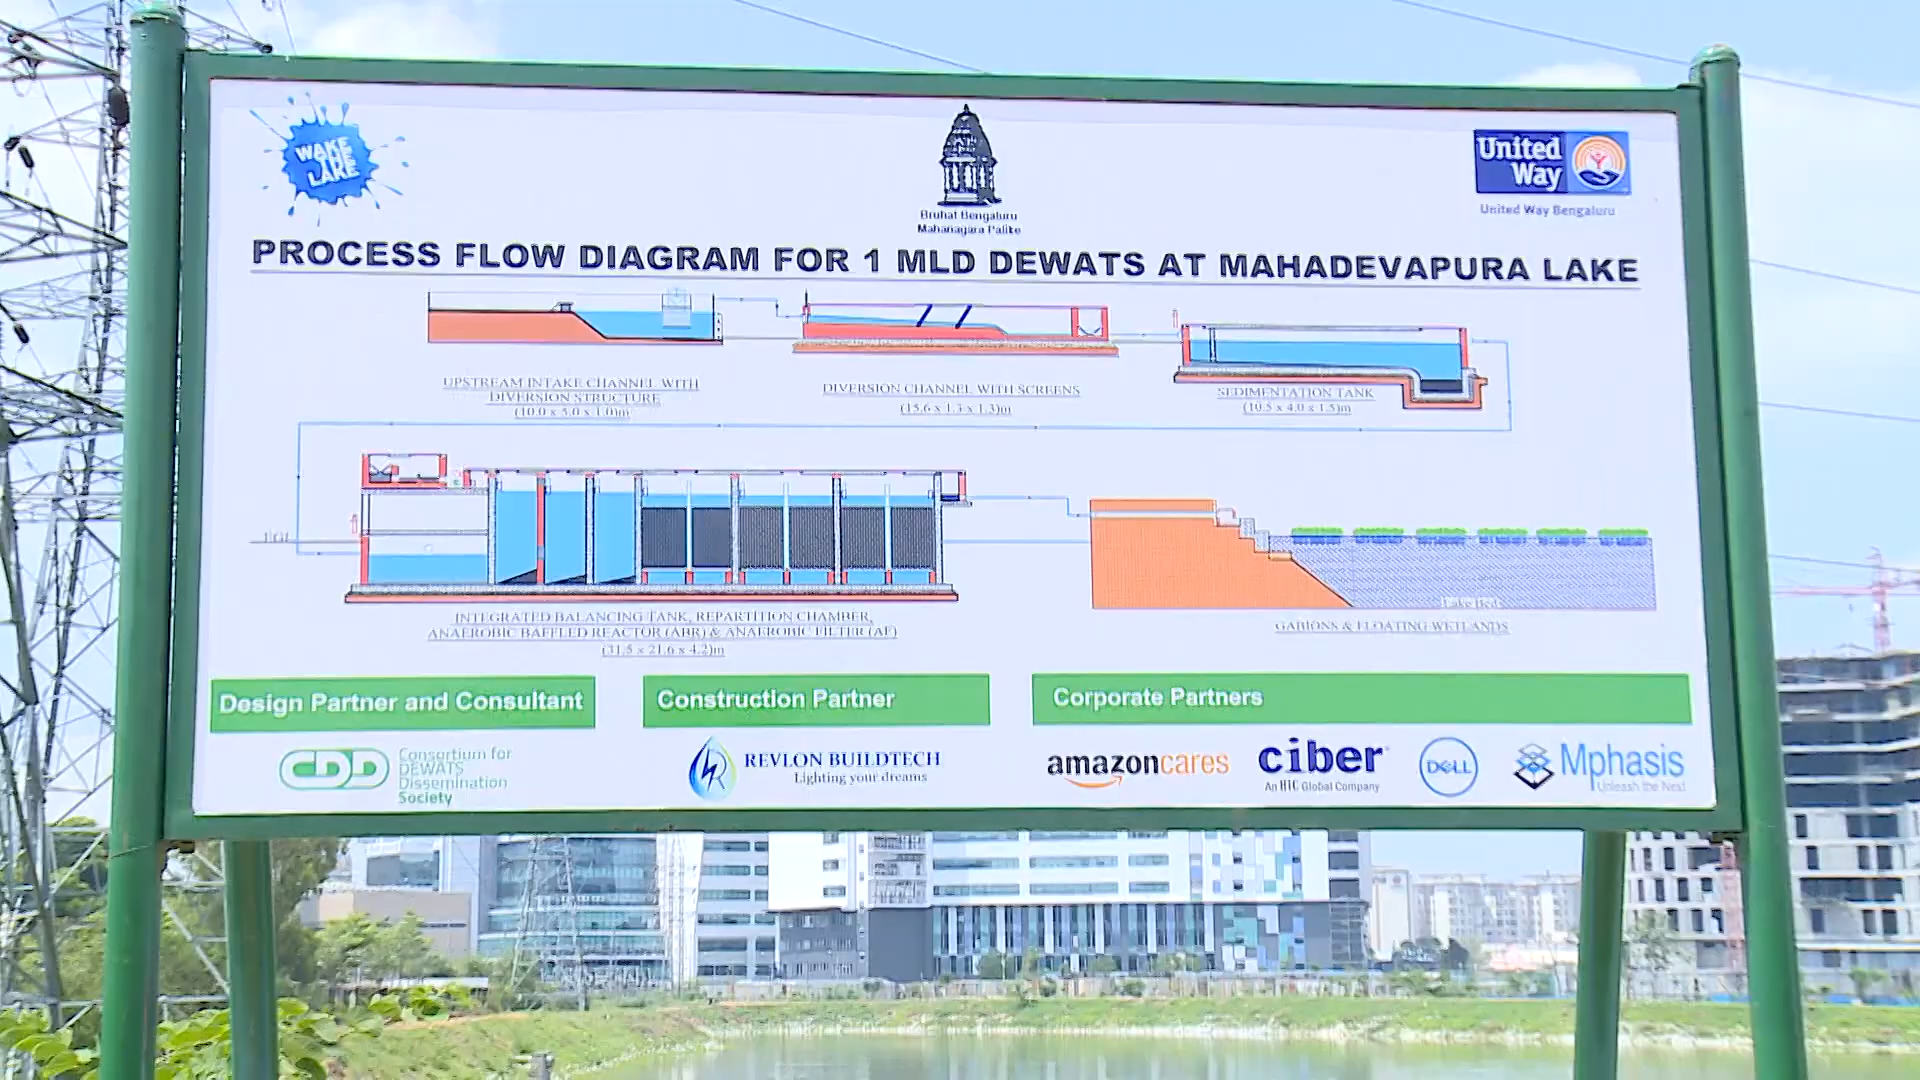 WAKE
THE
LAKE
Bruhat Bengaluru
Mahanagara Palike
United
Way
United Way Bengaluru
PROCESS FLOW DIAGRAM FOR 1 MLD DEWATS AT MAHADEVAPURA LAKE
UPSTREAM INTAKE CHANNEL WITH
DIVERSION STRUCTURE
(10.0 x 5.0 x 1.0)m
DIVERSION CHANNEL WITH SCREENS
(15.6 x 1.3 x 1.3)m
SEDIMENTATION TANK
(10.5 x 4.0 x 1.5)m
INTEGRATED BALANCING TANK, REPARTITION CHAMBER,
ANAEROBIC BAFFLED REACTOR (ABR) & ANAEROBIC FILTER (AF)
(31.5 x 21.6 x 4.2)m
Lake Bed
GABIONS & FLOATING WETLANDS
Design Partner and Consultant
CDD
Consortium for
DEWATS
Dissemination
Society
Construction Partner
REVLON BUILDTECH
Lighting your dreams
Corporate Partners
amazoncares
ciber
An HTC Global Company
DELL
Mphasis
Unleash the Next